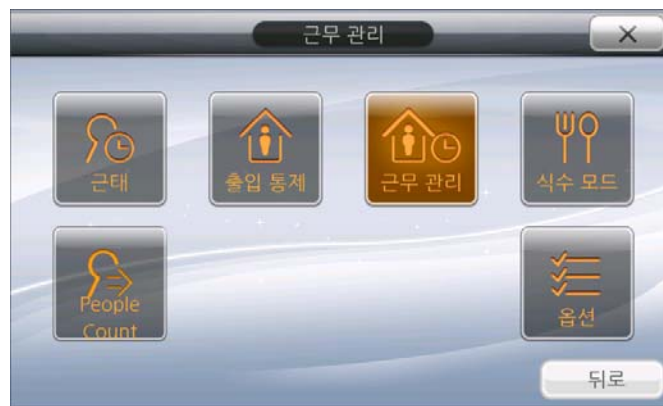 근무 관리
근태
출입 통제
근무 관리
식수 모드
People
Count
옵션
뒤로